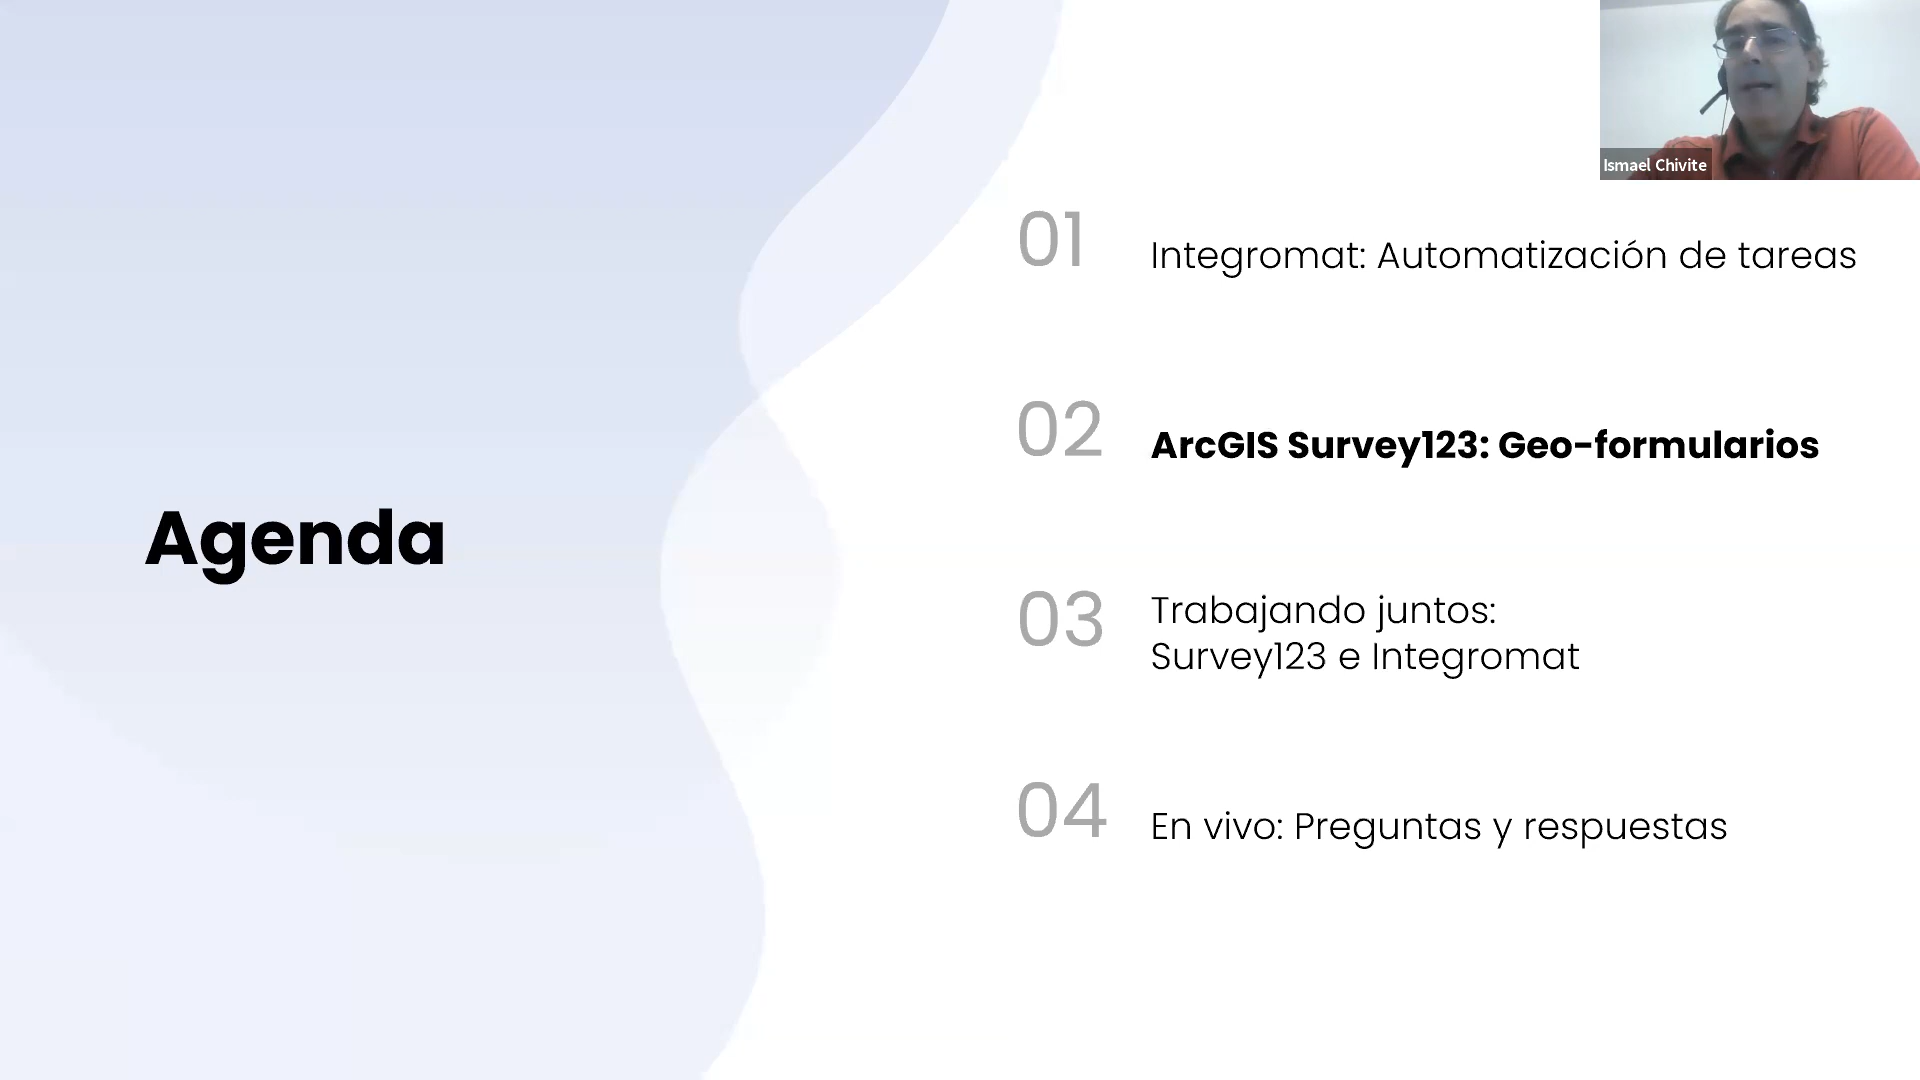 Ismael Chivite
Agenda
01
Integromat: Automatización de tareas
02
ArcGIS Survey123: Geo-formularios
03
Trabajando juntos:
Survey123 e Integromat
04
En vivo: Preguntas y respuestas